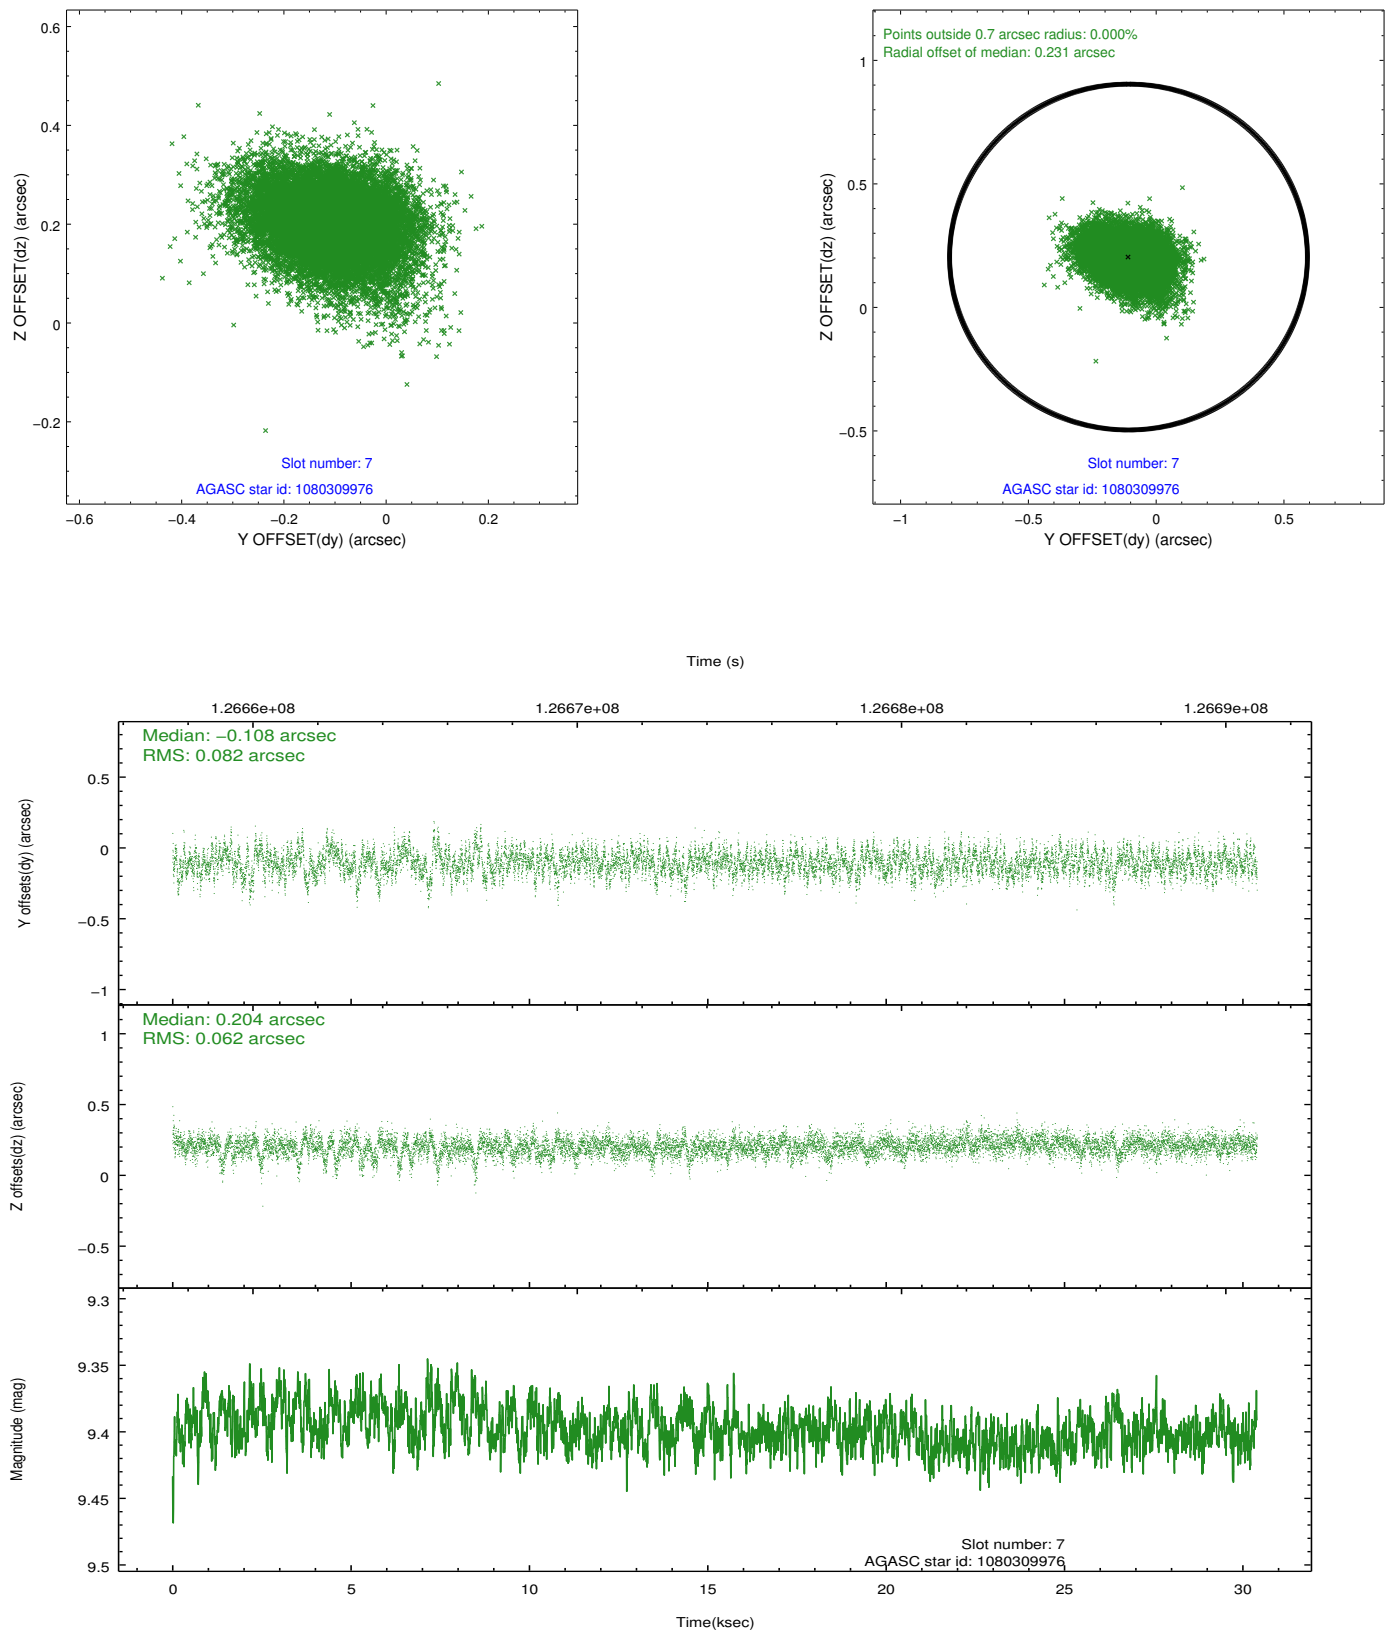 0.6
0.4
0.2
0
−0.2
Z OFFSET(dz) (arcsec)
Slot number: 7
AGASC star id: 1080309976
−0.6 −0.4 −0.2 0 0.2
Y OFFSET(dy) (arcsec)
Points outside 0.7 arcsec radius: 0.000%
Radial offset of median: 0.231 arcsec
1
0.5
0
−0.5
Z OFFSET(dz) (arcsec)
Slot number: 7
AGASC star id: 1080309976
−1 −0.5 0 0.5
Y OFFSET(dy) (arcsec)
Time (s)
1.2666e+08 1.2667e+08 1.2668e+08 1.2669e+08
Median: −0.108 arcsec
RMS: 0.082 arcsec
0.5
0
−0.5
−1
Y offsets(dy) (arcsec)
Median: 0.204 arcsec
RMS: 0.062 arcsec
1
0.5
0
−0.5
Z offsets(dz) (arcsec)
9.3
9.35
9.4
9.45
9.5
Magnitude (mag)
Slot number: 7
AGASC star id: 1080309976
0 5 10 15 20 25 30
Time(ksec)